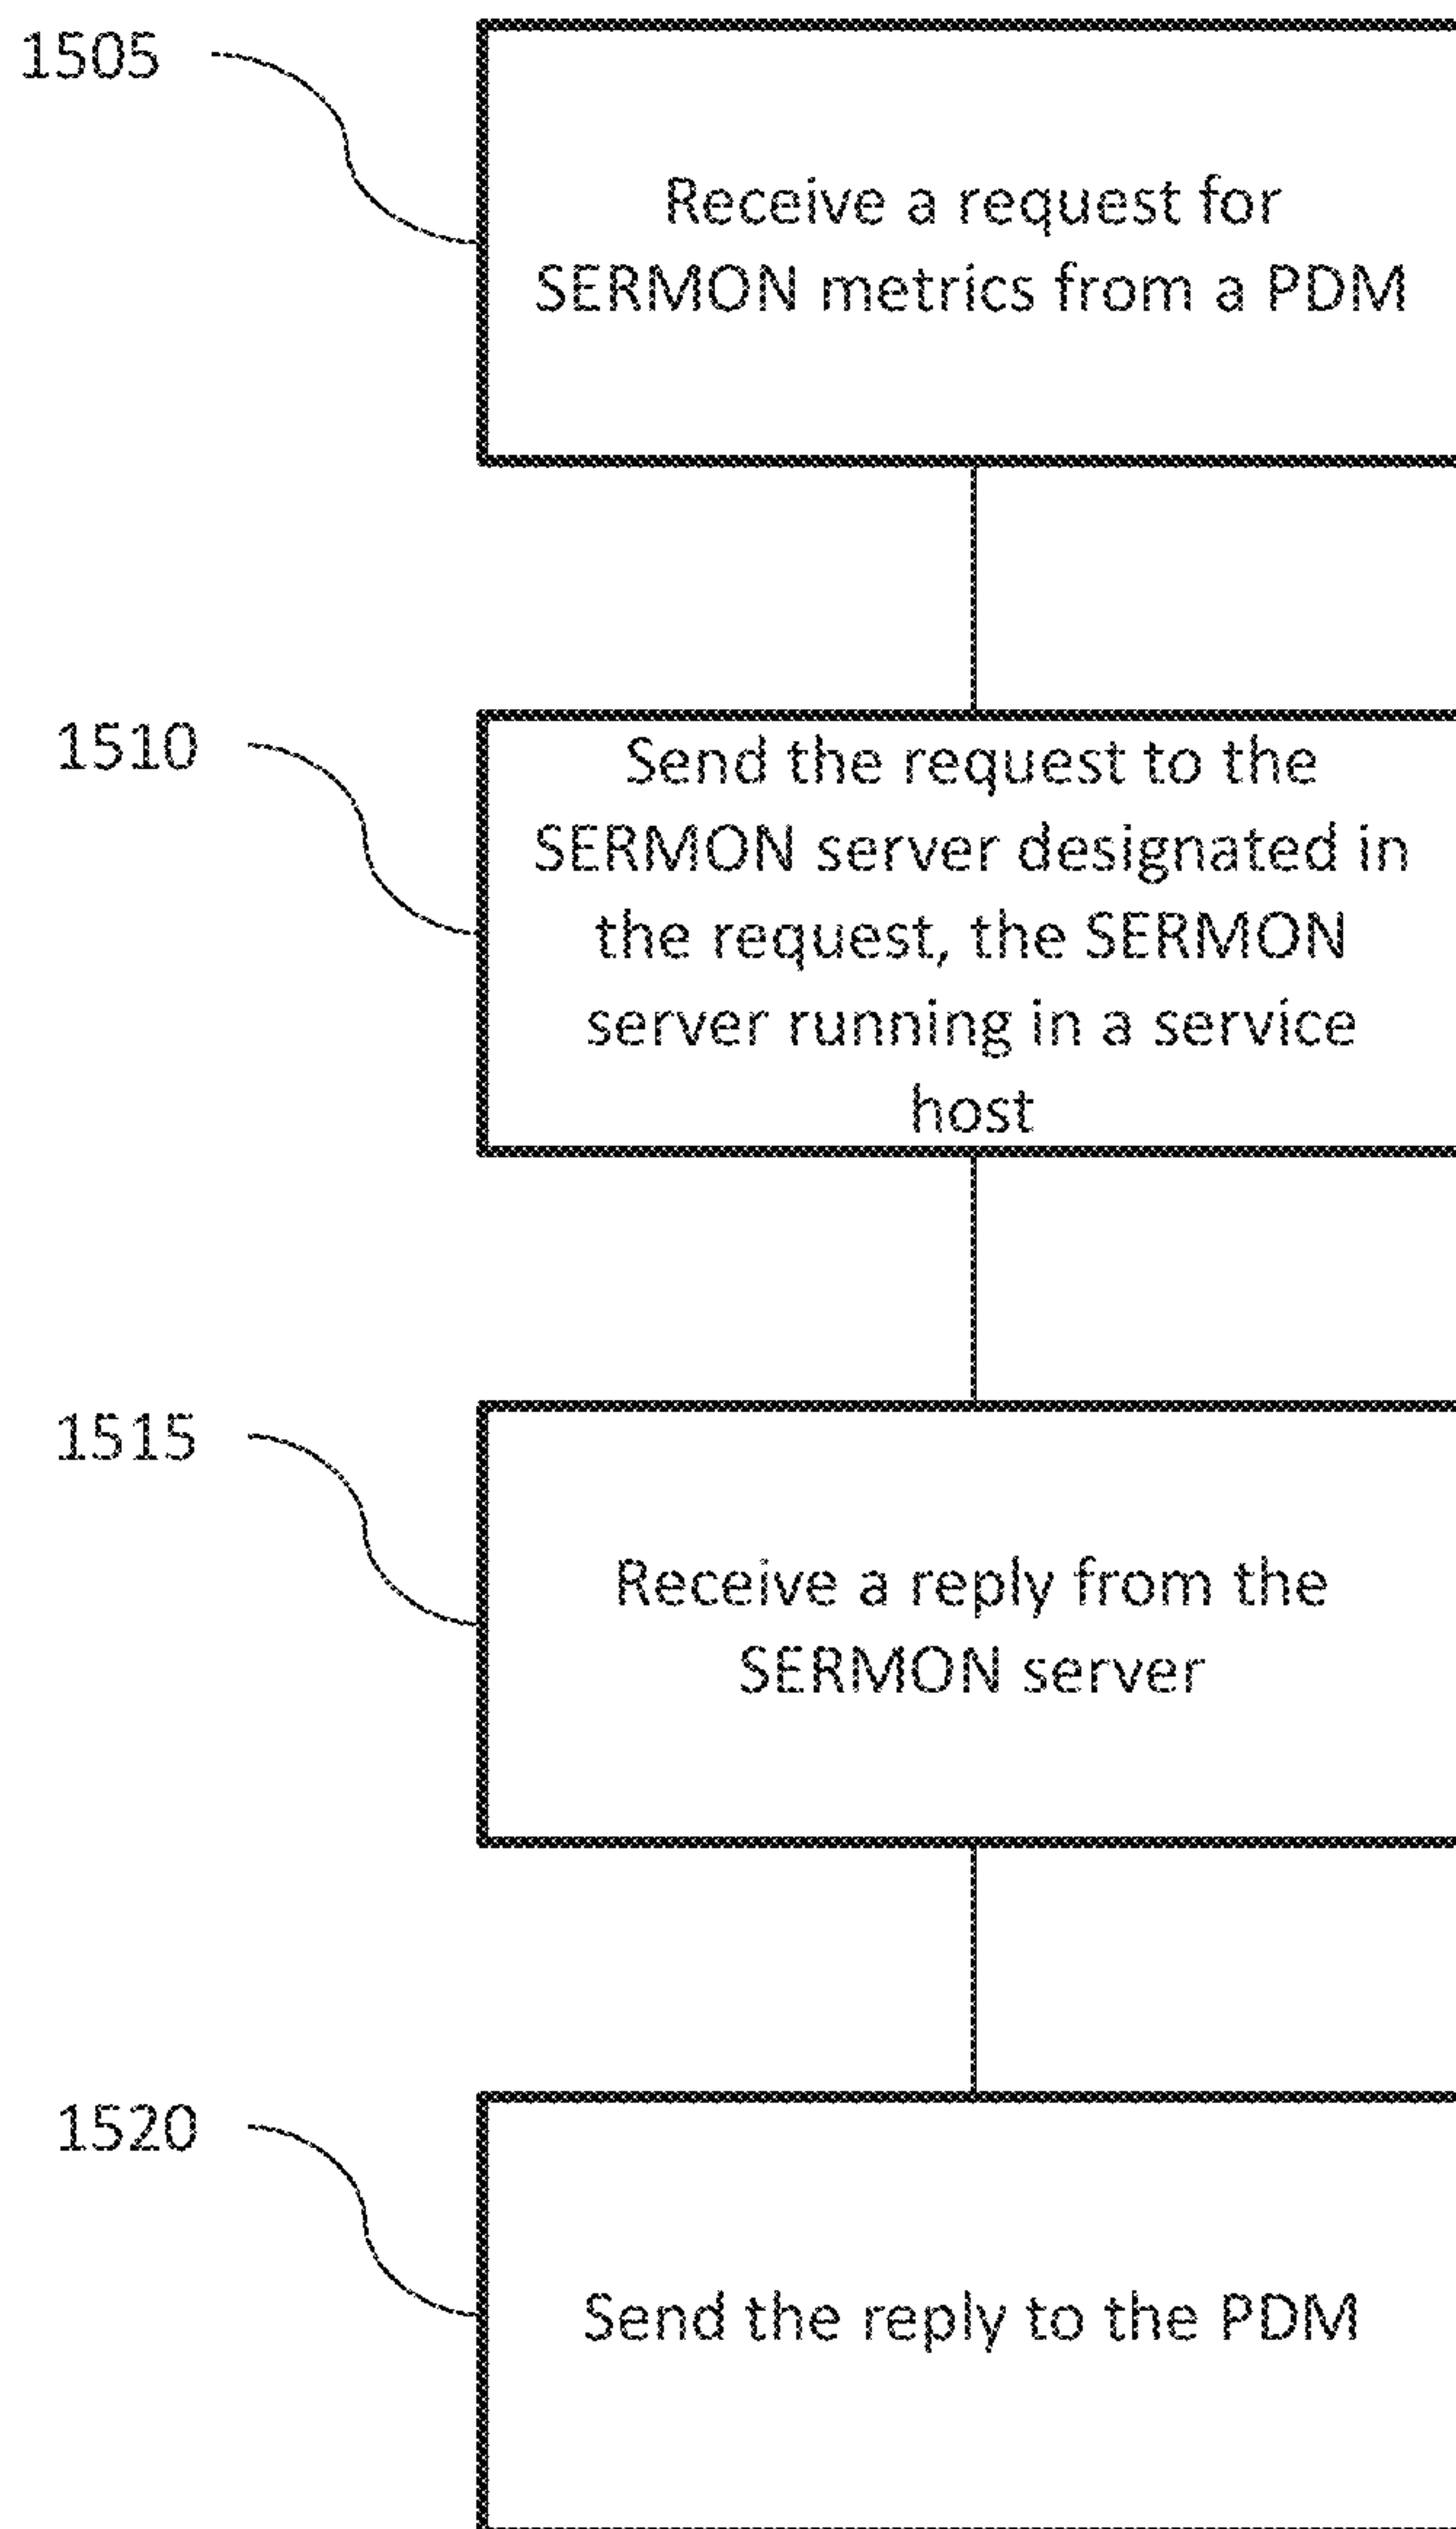 1505
Receive a request for
SERMON metrics from a PDM
1510
Send the request to the
SERMON server designated in
the request, the SERMON
server running in a service
host
1515
Receive a reply from the
SERMON server
1520
Send the reply to the PDM